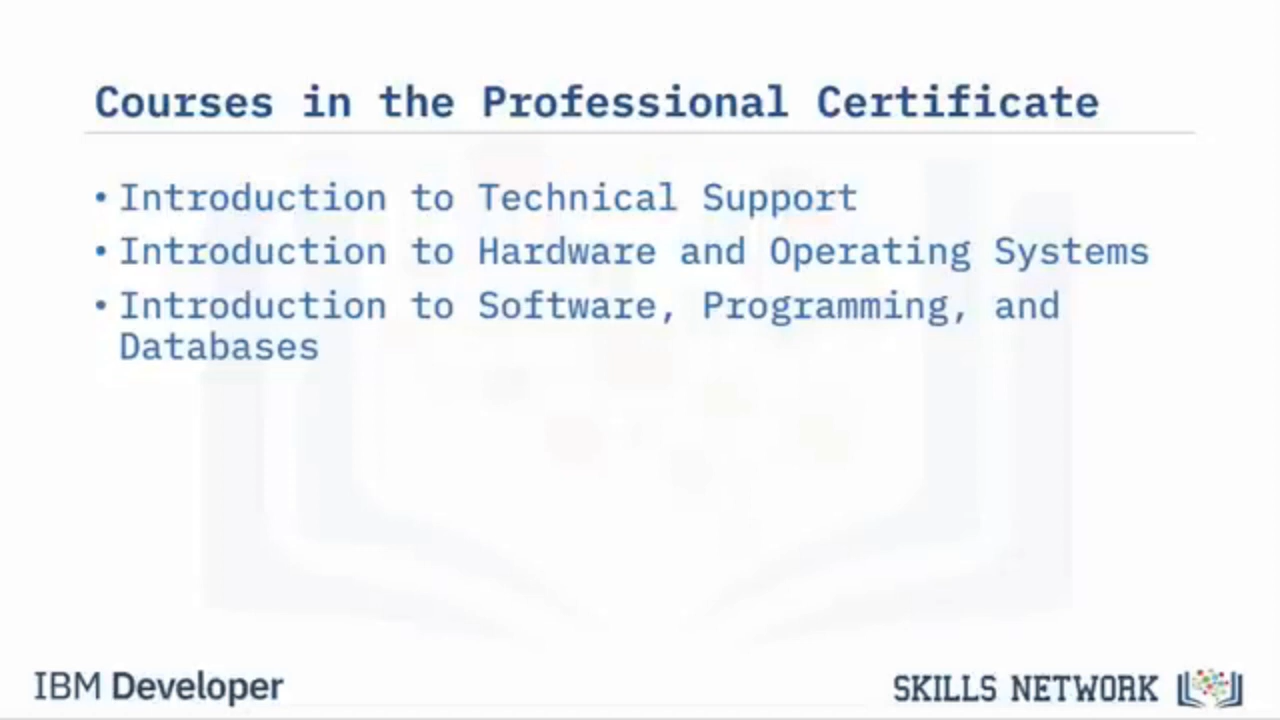 Courses in the Professional Certificate
• Introduction to Technical Support
• Introduction to Hardware and Operating Systems
• Introduction to Software, Programming, and
Databases
IBM Developer
SKILLS NETWORK